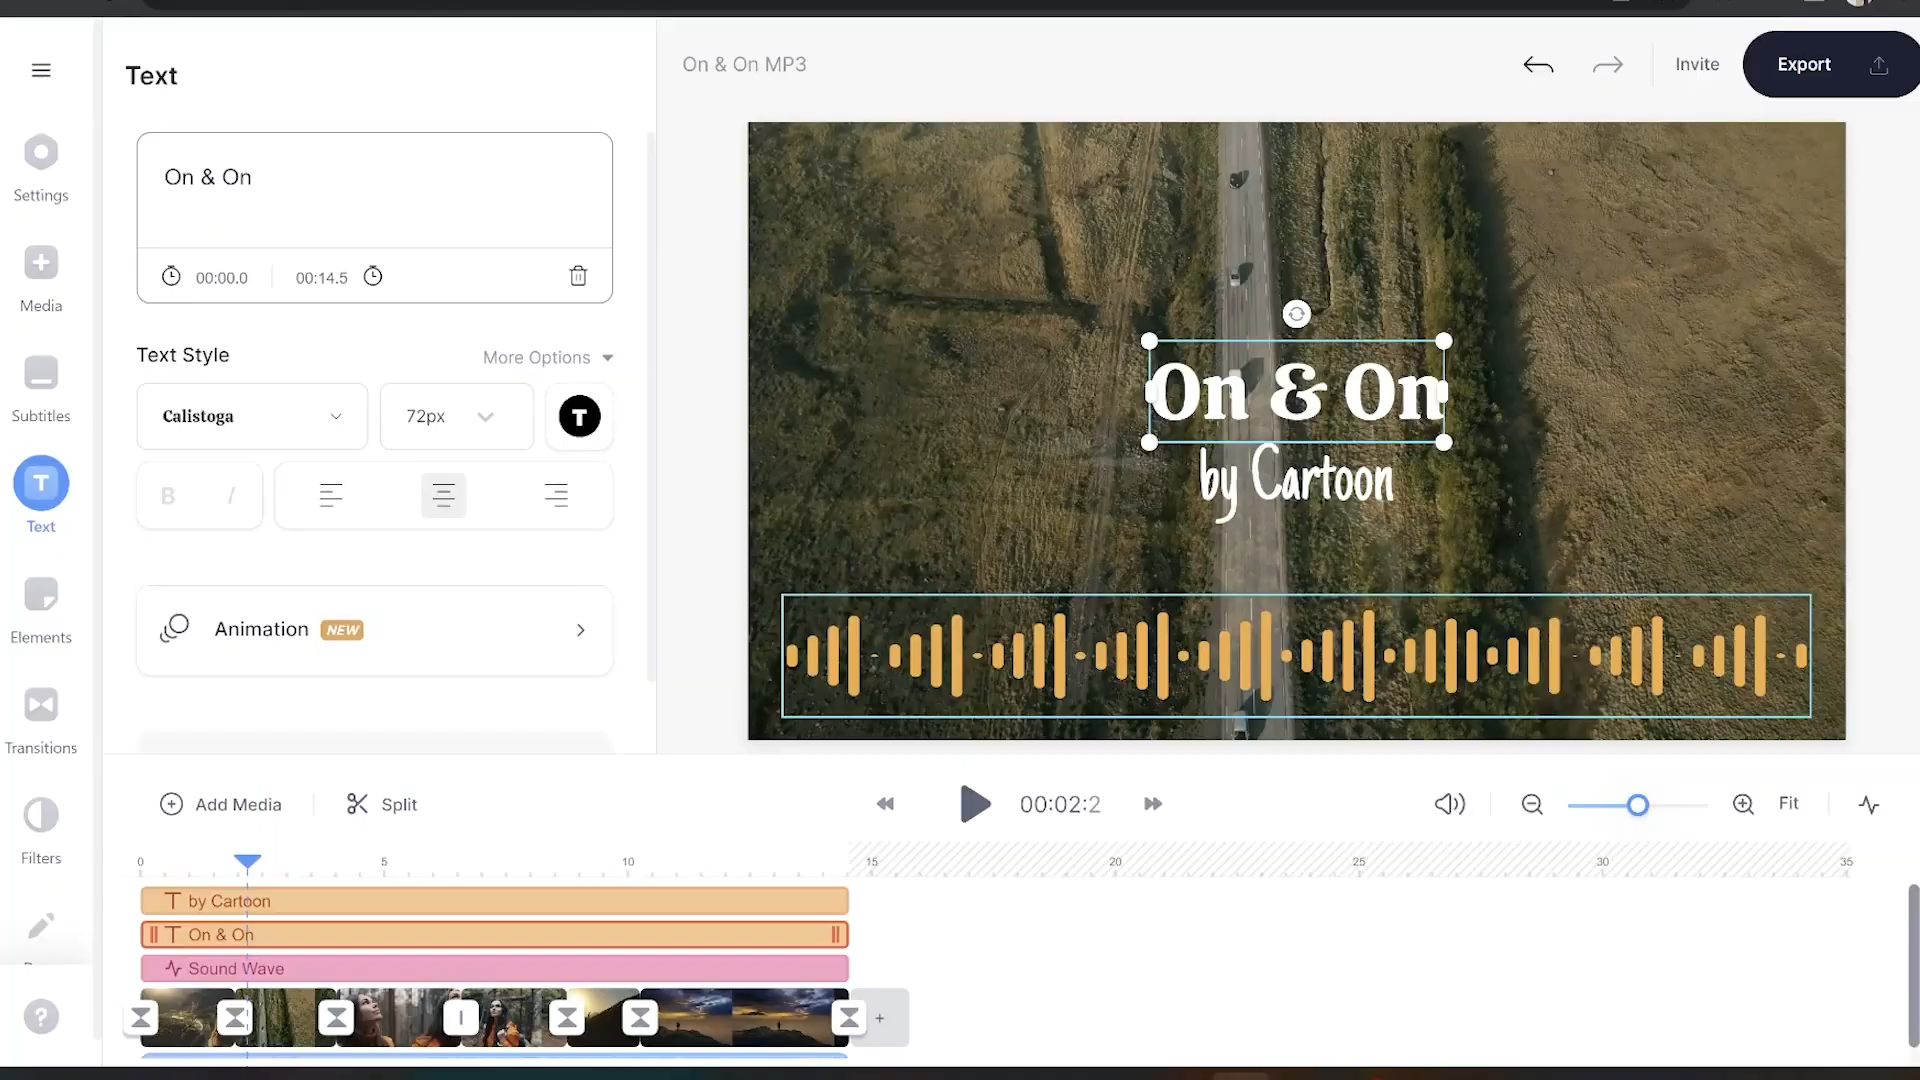 Text
On & On MP3
Invite
Export
On & On
00:00.0
00:14.5
Settings
Media
Subtitles
Text
Elements
Transitions
Filters
Text Style
More Options
Calistoga
72px
T
B I
Animation NEW
On & On
by Cartoon
Add Media
Split
00:02:2
Fit
0 5 10 15 20 25 30 35
by Cartoon
On & On
Sound Wave
+
?